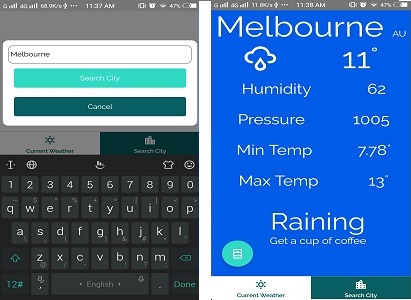 4G 4G 68.9K/s 11:37 AM 47%
Melbourne
Search City
Cancel
Current Weather
Search City
1 2 3 4 5 6 7 8 9 0
q w e r t y u i o p
a s d f g h j k l
z x c v b n m
12# , English . Done
4G 4G 11.8K/s 11:38 AM 47%
Melbourne AU
11°
Humidity 62
Pressure 1005
Min Temp 7.78°
Max Temp 13°
Raining
Get a cup of coffee
Current Weather
Search City